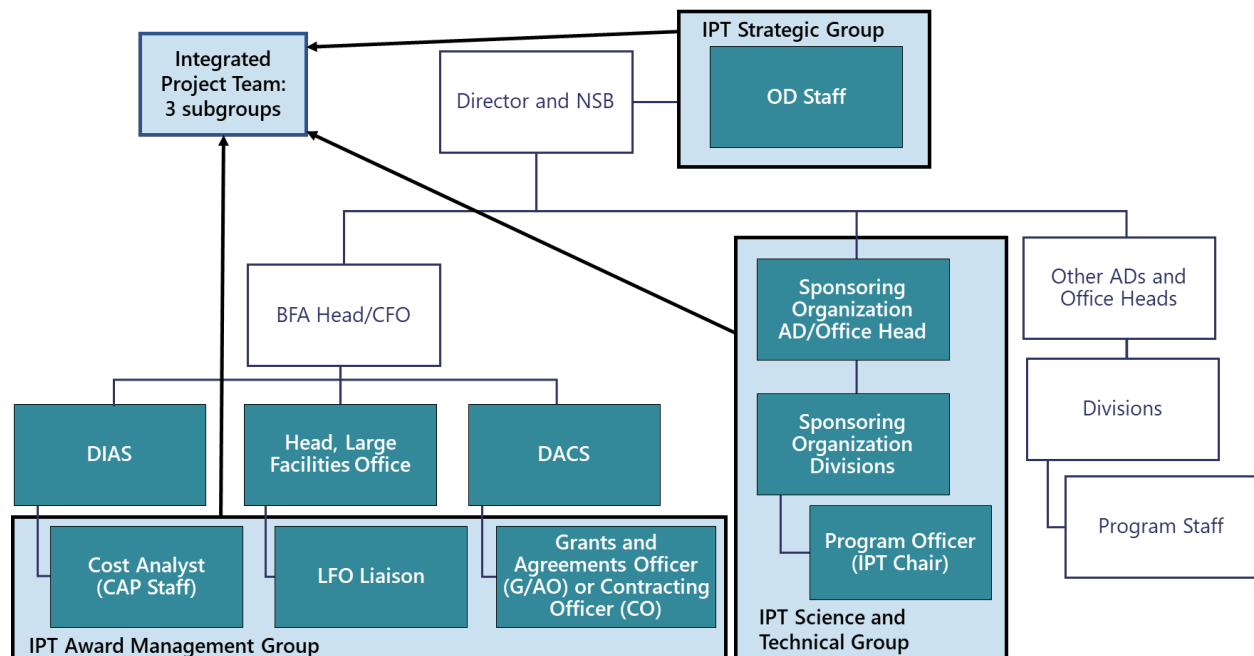 IPT Strategic Group
OD Staff
Integrated
Project Team:
3 subgroups
Director and NSB
BFA Head/CFO
Sponsoring
Organization
AD/Office Head
Other ADs and
Office Heads
DIAS
Head, Large
Facilities Office
DACS
Sponsoring
Organization
Divisions
Divisions
Cost Analyst
(CAP Staff)
LFO Liaison
Grants and
Agreements Officer
(G/AO) or Contracting
Officer (CO)
Program Officer
(IPT Chair)
Program Staff
IPT Award Management Group
IPT Science and
Technical Group